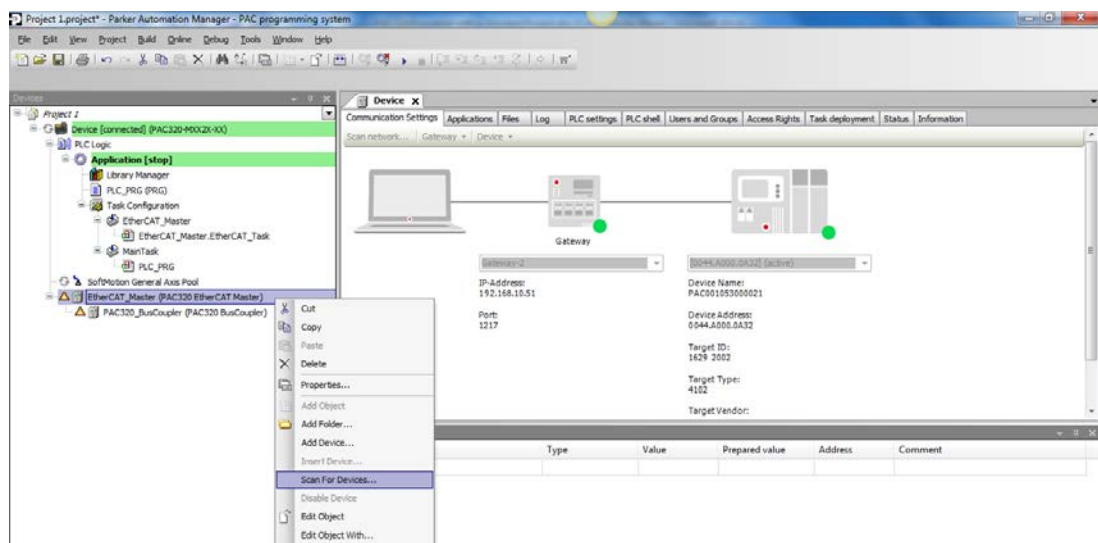 Project 1.project* - Parker Automation Manager - PAC programming system
File Edit View Project Build Online Debug Tools Window Help
Devices
Project 1
Device [connected] (PAC320-MXX2X-XX)
PLC Logic
Application [stop]
Library Manager
PLC_PRG (PRG)
Task Configuration
EtherCAT_Master
EtherCAT_Master.EtherCAT_Task
MainTask
PLC_PRG
SoftMotion General Axis Pool
EtherCAT_Master (PAC320 EtherCAT Master)
PAC320_BusCoupler (PAC320 BusCoupler)
Cut
Copy
Paste
Delete
Properties...
Add Object
Add Folder...
Add Device...
Insert Device...
Scan For Devices...
Disable Device
Edit Object
Edit Object With...
Device X
Communication Settings Applications Files Log PLC settings PLC shell Users and Groups Access Rights Task deployment Status Information
Scan network... Gateway Device
Gateway
Gateway-2
IP-Address:
192.168.10.51
Port:
1217
[0044.A000.0A32] (active)
Device Name:
PAC001053000021
Device Address:
0044.A000.0A32
Target ID:
1629 2002
Target Type:
4102
Target Vendor:
Type Value Prepared value Address Comment